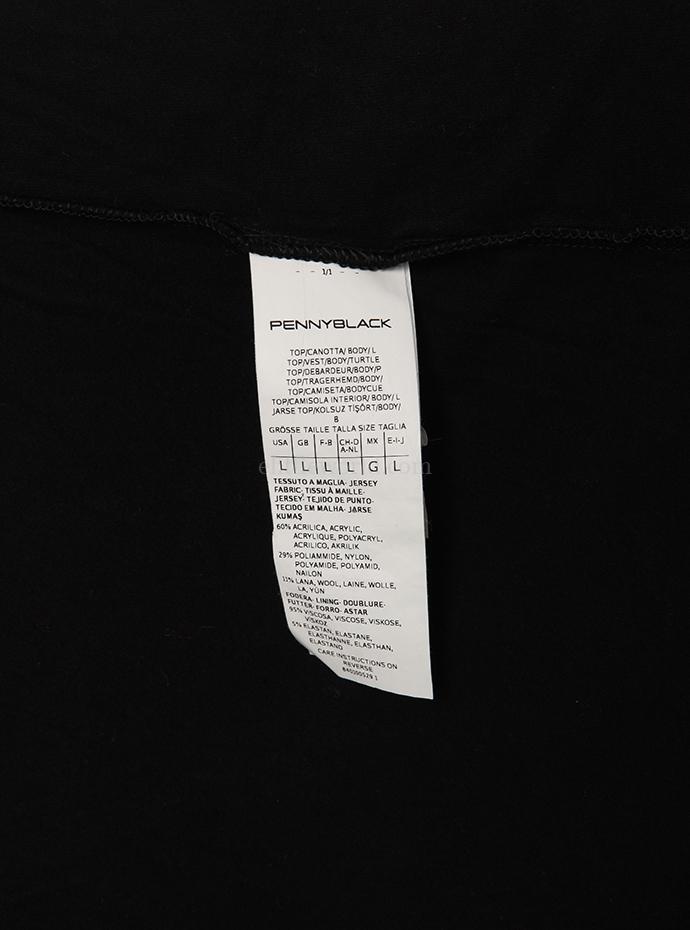 - - 1/1 - -
PENNYBLACK
TOP/CANOTTA/ BODY/ L
TOP/VEST/BODY/TURTLE
TOP/DEBARDEUR/BODY/P
TOP/TRAGERHEMD/BODY/
TOP/CAMISETA/BODYCUE
TOP/CAMISOLA INTERIOR/ BODY/ L
JARSE TOP/KOLSUZ TİŞÖRT/BODY/
B
GRÖSSE TAILLE TALLA SIZE TAGLIA
USA GB F-B CH-D A-NL MX E-I-J
L L L L G L
TESSUTO A MAGLIA- JERSEY
FABRIC- TISSU À MAILLE-
JERSEY- TEJIDO DE PUNTO-
TECIDO EM MALHA- JARSE
KUMAŞ
60% ACRILICA, ACRYLIC,
ACRYLIQUE, POLYACRYL,
ACRILICO, AKRILIK
29% POLIAMMIDE, NYLON,
POLYAMIDE, POLYAMID,
NAILON
11% LANA, WOOL, LAINE, WOLLE,
LA, YÜN
FODERA- LINING- DOUBLURE-
FUTTER- FORRO- ASTAR
95% VISCOSA, VISCOSE, VISKOSE,
VISKOZ
5% ELASTAN, ELASTANE,
ELASTHANNE, ELASTHAN,
ELASTAND
CARE INSTRUCTIONS ON
REVERSE